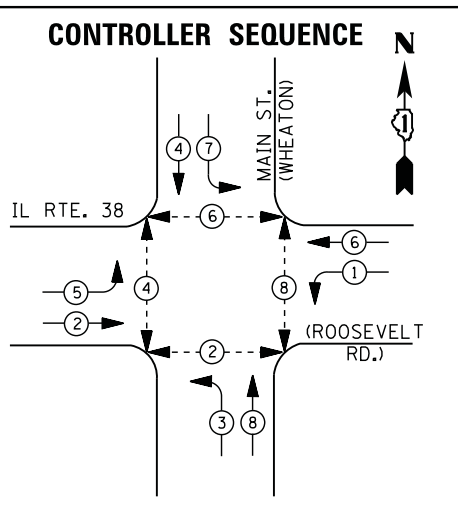 CONTROLLER SEQUENCE
N
1
MAIN ST.
(WHEATON)
4 7
IL RTE. 38
6
6
5
4
8
1
2
(ROOSEVELT
RD.)
2
3 8